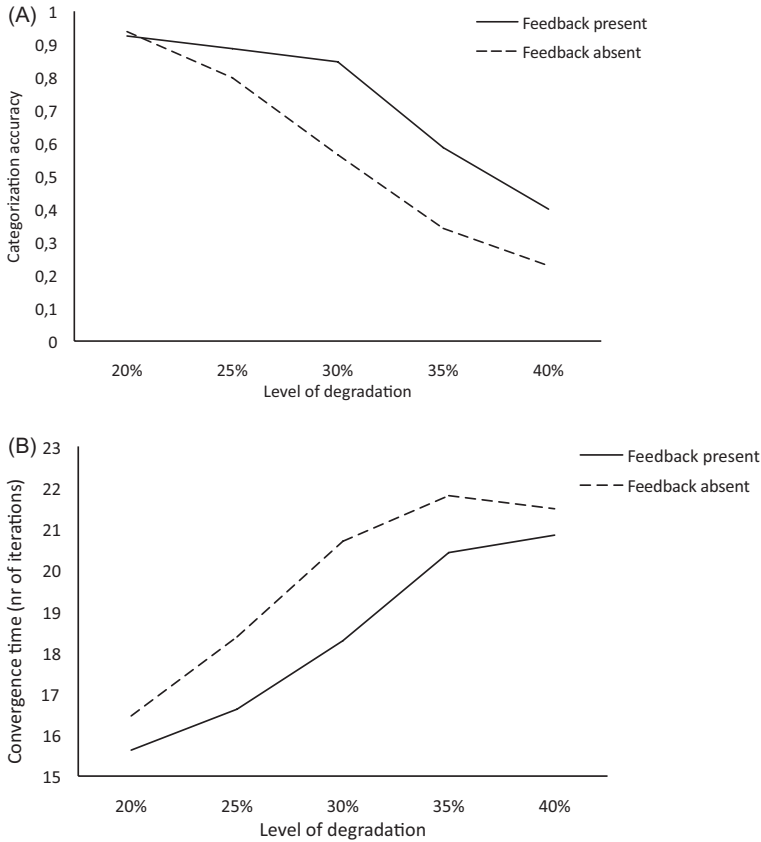 (A)
1
0,9
0,8
0,7
0,6
0,5
0,4
0,3
0,2
0,1
0
Categorization accuracy
Feedback present
Feedback absent
20% 25% 30% 35% 40%
Level of degradation
(B)
23
22
21
20
19
18
17
16
15
Convergence time (nr of iterations)
Feedback present
Feedback absent
20% 25% 30% 35% 40%
Level of degradation